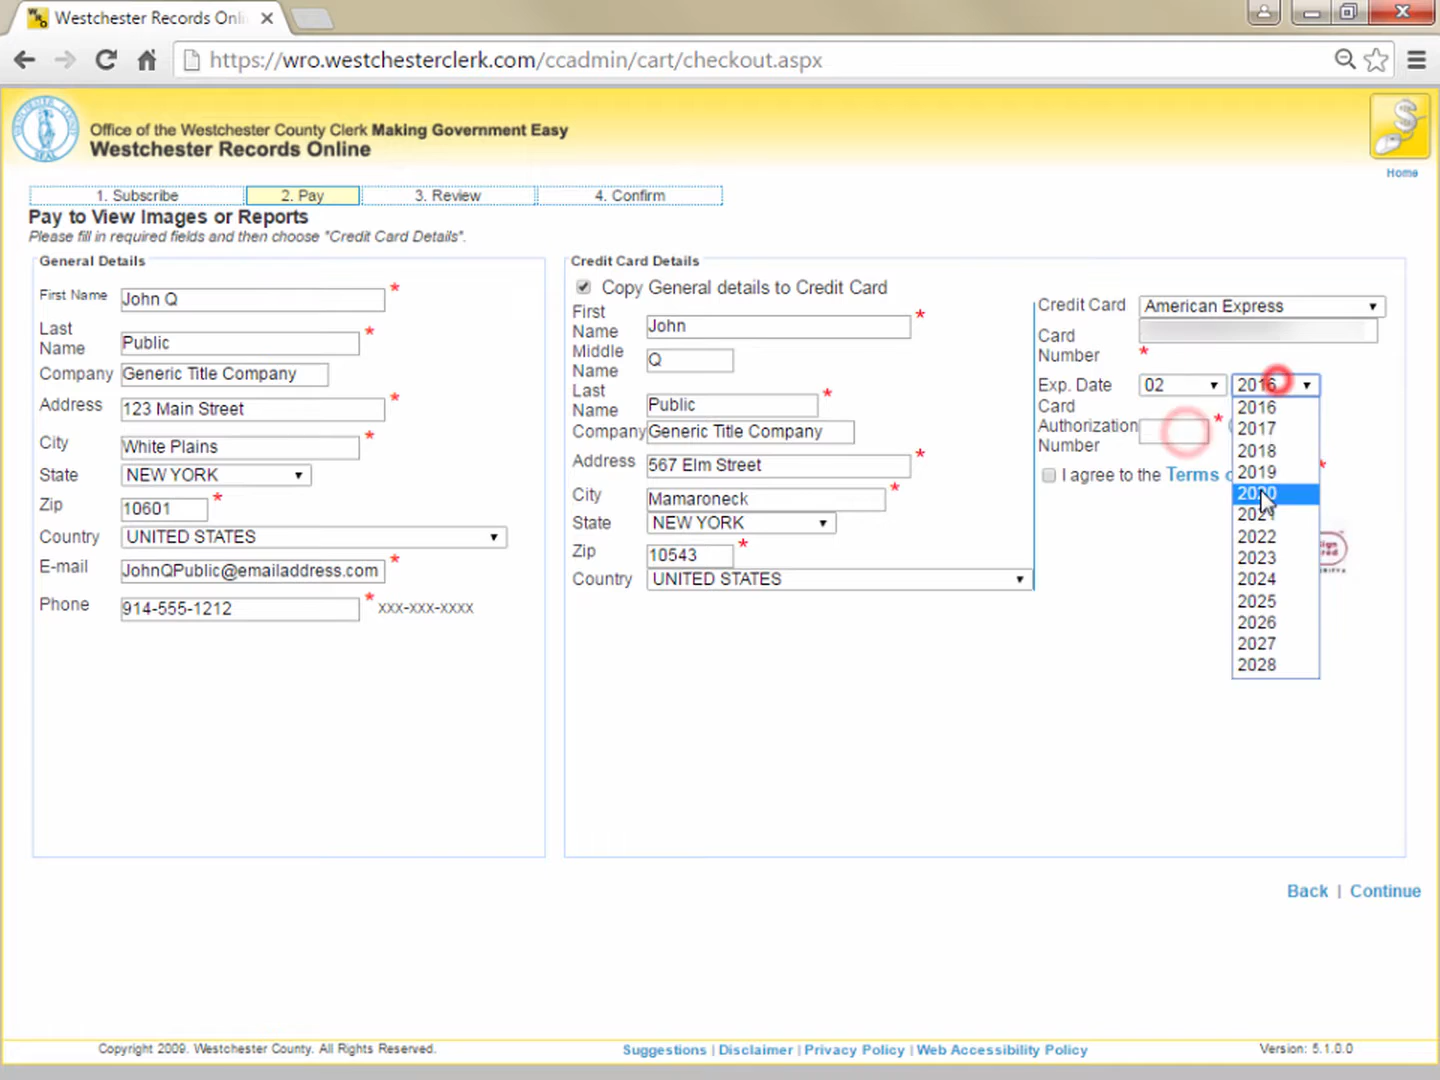 Westchester Records Onli
https://wro.westchesterclerk.com/ccadmin/cart/checkout.aspx
Office of the Westchester County Clerk Making Government Easy
Westchester Records Online
Home
1. Subscribe 2. Pay 3. Review 4. Confirm
Pay to View Images or Reports
Please fill in required fields and then choose "Credit Card Details".
General Details
First Name John Q *
Last Name Public *
Company Generic Title Company
Address 123 Main Street *
City White Plains *
State NEW YORK
Zip 10601 *
Country UNITED STATES
E-mail JohnQPublic@emailaddress.com *
Phone 914-555-1212 * xxx-xxx-xxxx
Credit Card Details
Copy General details to Credit Card
First Name John *
Middle Name Q
Last Name Public *
Company Generic Title Company
Address 567 Elm Street *
City Mamaroneck *
State NEW YORK
Zip 10543 *
Country UNITED STATES
Credit Card American Express
Card Number *
Exp. Date 02 2016
Card Authorization Number *
I agree to the Terms *
2016
2017
2018
2019
2020
2021
2022
2023
2024
2025
2026
2027
2028
Back | Continue
Copyright 2009. Westchester County. All Rights Reserved.
Suggestions | Disclaimer | Privacy Policy | Web Accessibility Policy
Version: 5.1.0.0